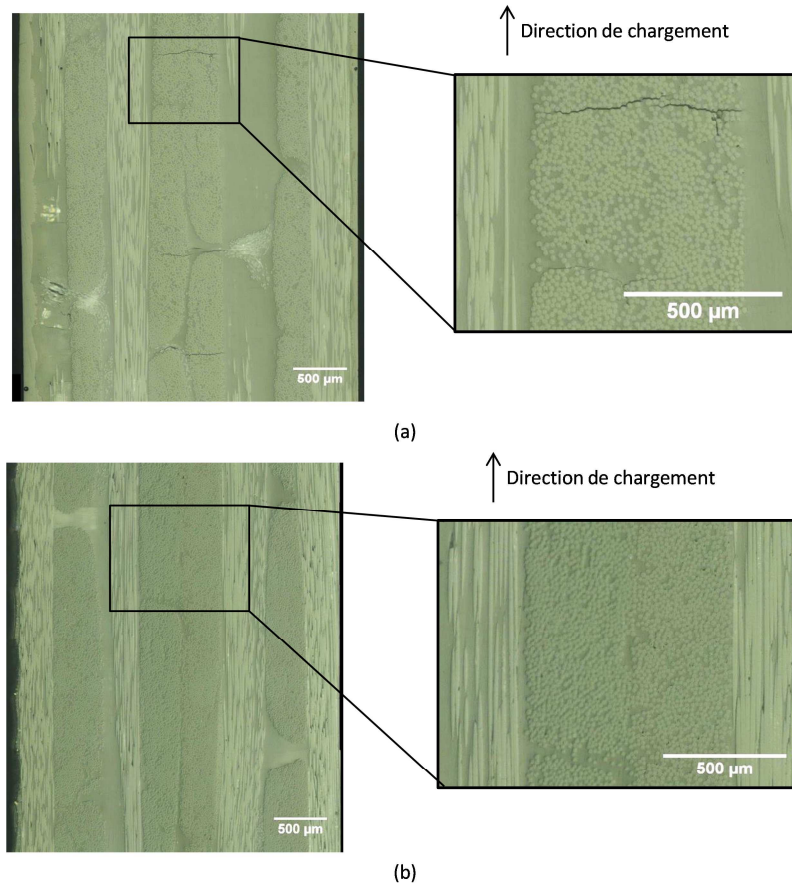 Direction de chargement
500 µm
500 µm
(a)
Direction de chargement
500 µm
500 µm
(b)